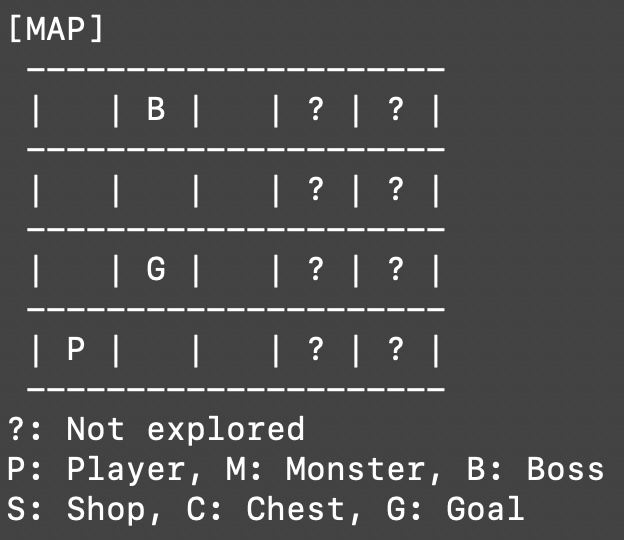 [MAP]
 ---------------------
|   | B |   | ? | ? |
 ---------------------
|   |   |   | ? | ? |
 ---------------------
|   | G |   | ? | ? |
 ---------------------
| P |   |   | ? | ? |
 ---------------------
?: Not explored
P: Player, M: Monster, B: Boss
S: Shop, C: Chest, G: Goal